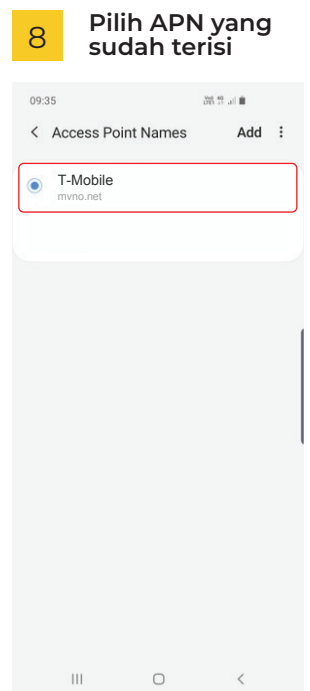 8
Pilih APN yang
sudah terisi
09:35
Access Point Names Add
T-Mobile
mvno.net